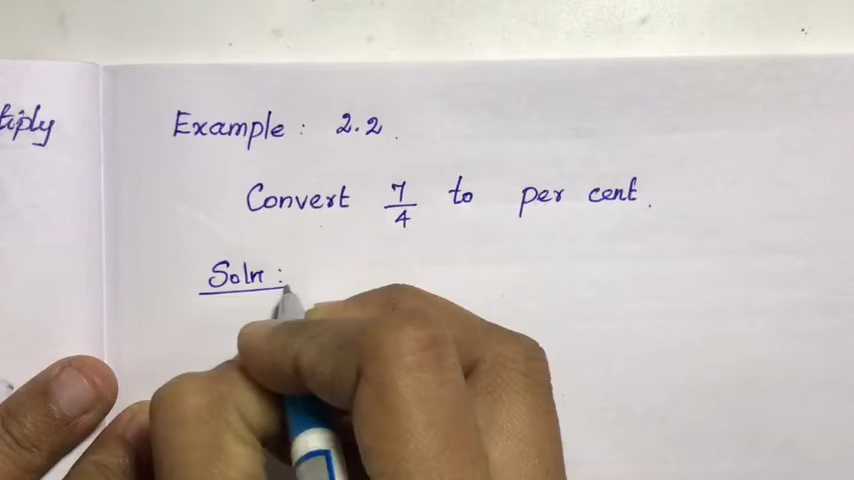 tiply
Example : 2.2.
Convert 7/4 to per cent.
Soln :